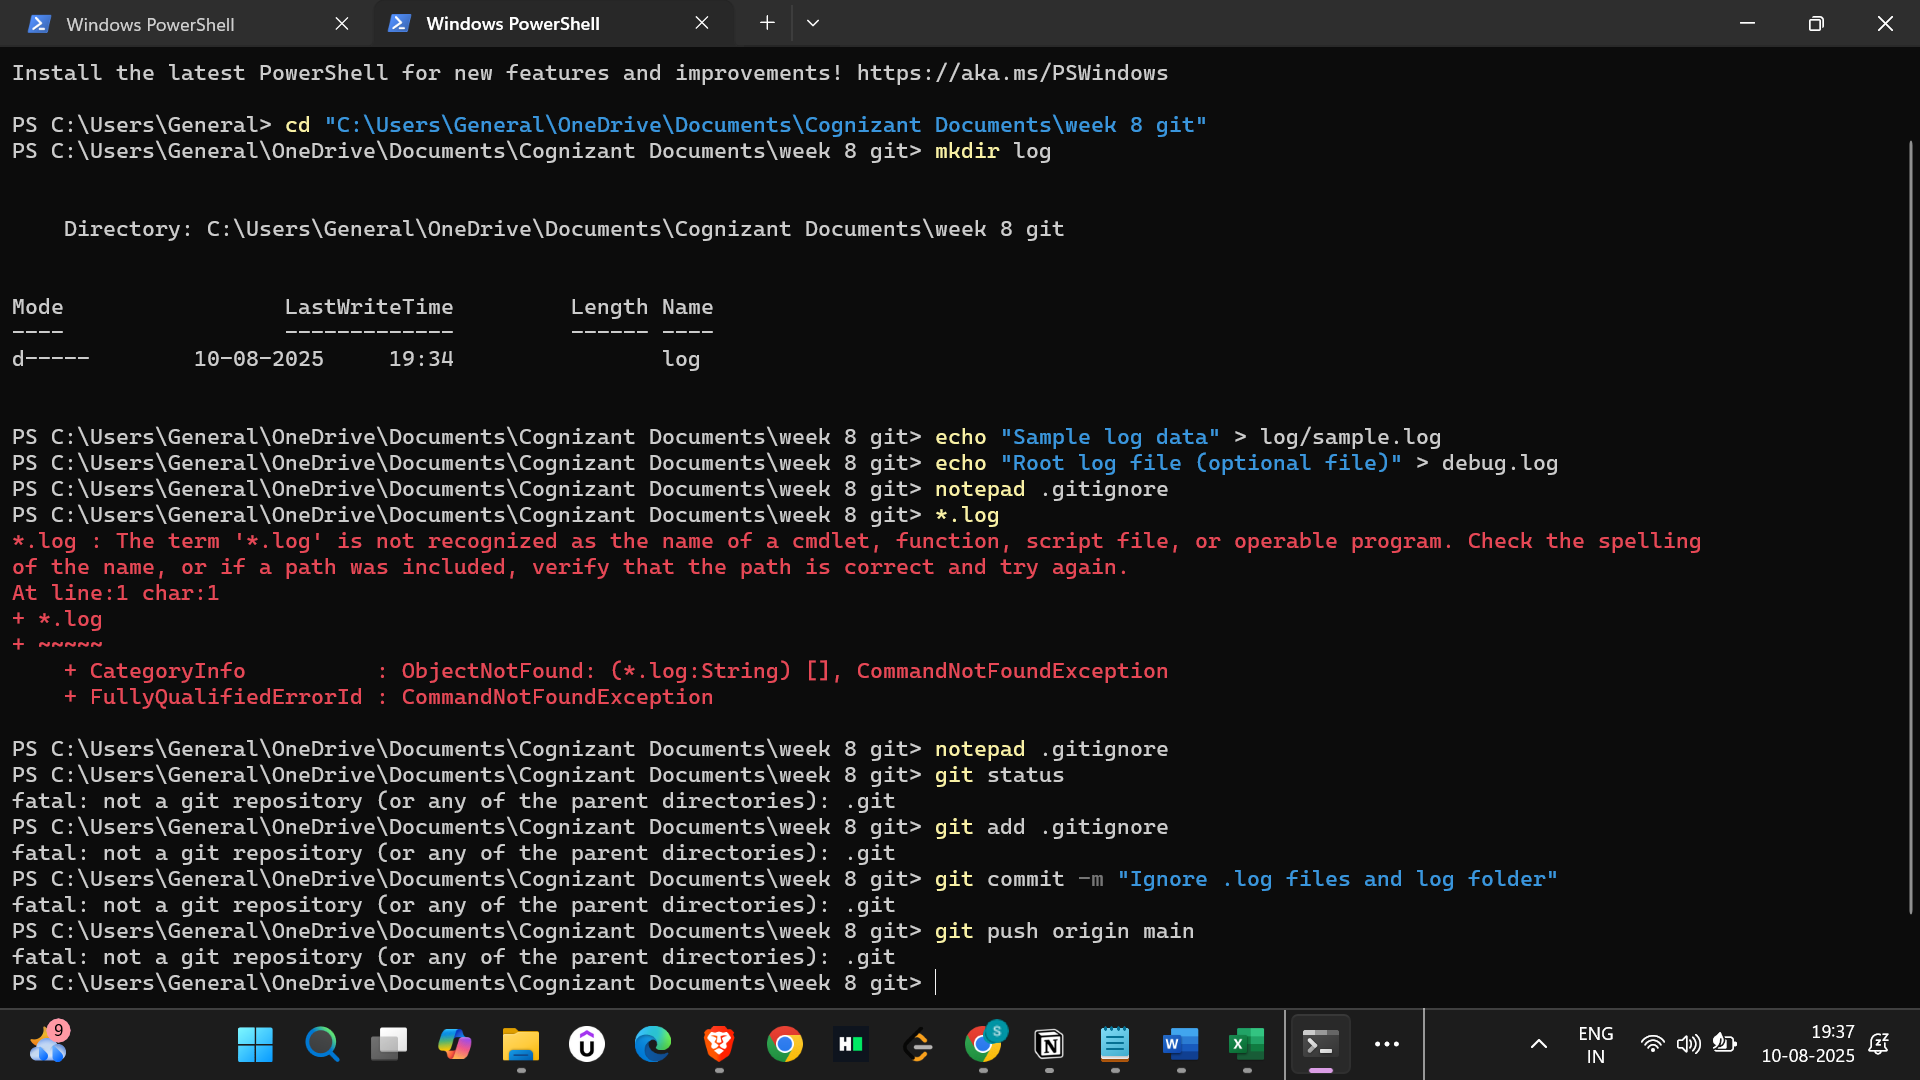 Windows PowerShell
Windows PowerShell
Install the latest PowerShell for new features and improvements! https://aka.ms/PSWindows
PS C:\Users\General> cd "C:\Users\General\OneDrive\Documents\Cognizant Documents\week 8 git"
PS C:\Users\General\OneDrive\Documents\Cognizant Documents\week 8 git> mkdir log
    Directory: C:\Users\General\OneDrive\Documents\Cognizant Documents\week 8 git
Mode                 LastWriteTime         Length Name
----                 -------------         ------ ----
d-----        10-08-2025     19:34                log
PS C:\Users\General\OneDrive\Documents\Cognizant Documents\week 8 git> echo "Sample log data" > log/sample.log
PS C:\Users\General\OneDrive\Documents\Cognizant Documents\week 8 git> echo "Root log file (optional file)" > debug.log
PS C:\Users\General\OneDrive\Documents\Cognizant Documents\week 8 git> notepad .gitignore
PS C:\Users\General\OneDrive\Documents\Cognizant Documents\week 8 git> *.log
*.log : The term '*.log' is not recognized as the name of a cmdlet, function, script file, or operable program. Check the spelling
of the name, or if a path was included, verify that the path is correct and try again.
At line:1 char:1
+ *.log
+ ~~~~~
    + CategoryInfo          : ObjectNotFound: (*.log:String) [], CommandNotFoundException
    + FullyQualifiedErrorId : CommandNotFoundException
PS C:\Users\General\OneDrive\Documents\Cognizant Documents\week 8 git> notepad .gitignore
PS C:\Users\General\OneDrive\Documents\Cognizant Documents\week 8 git> git status
fatal: not a git repository (or any of the parent directories): .git
PS C:\Users\General\OneDrive\Documents\Cognizant Documents\week 8 git> git add .gitignore
fatal: not a git repository (or any of the parent directories): .git
PS C:\Users\General\OneDrive\Documents\Cognizant Documents\week 8 git> git commit -m "Ignore .log files and log folder"
fatal: not a git repository (or any of the parent directories): .git
PS C:\Users\General\OneDrive\Documents\Cognizant Documents\week 8 git> git push origin main
fatal: not a git repository (or any of the parent directories): .git
PS C:\Users\General\OneDrive\Documents\Cognizant Documents\week 8 git>
9
S
ENG
IN
19:37
10-08-2025